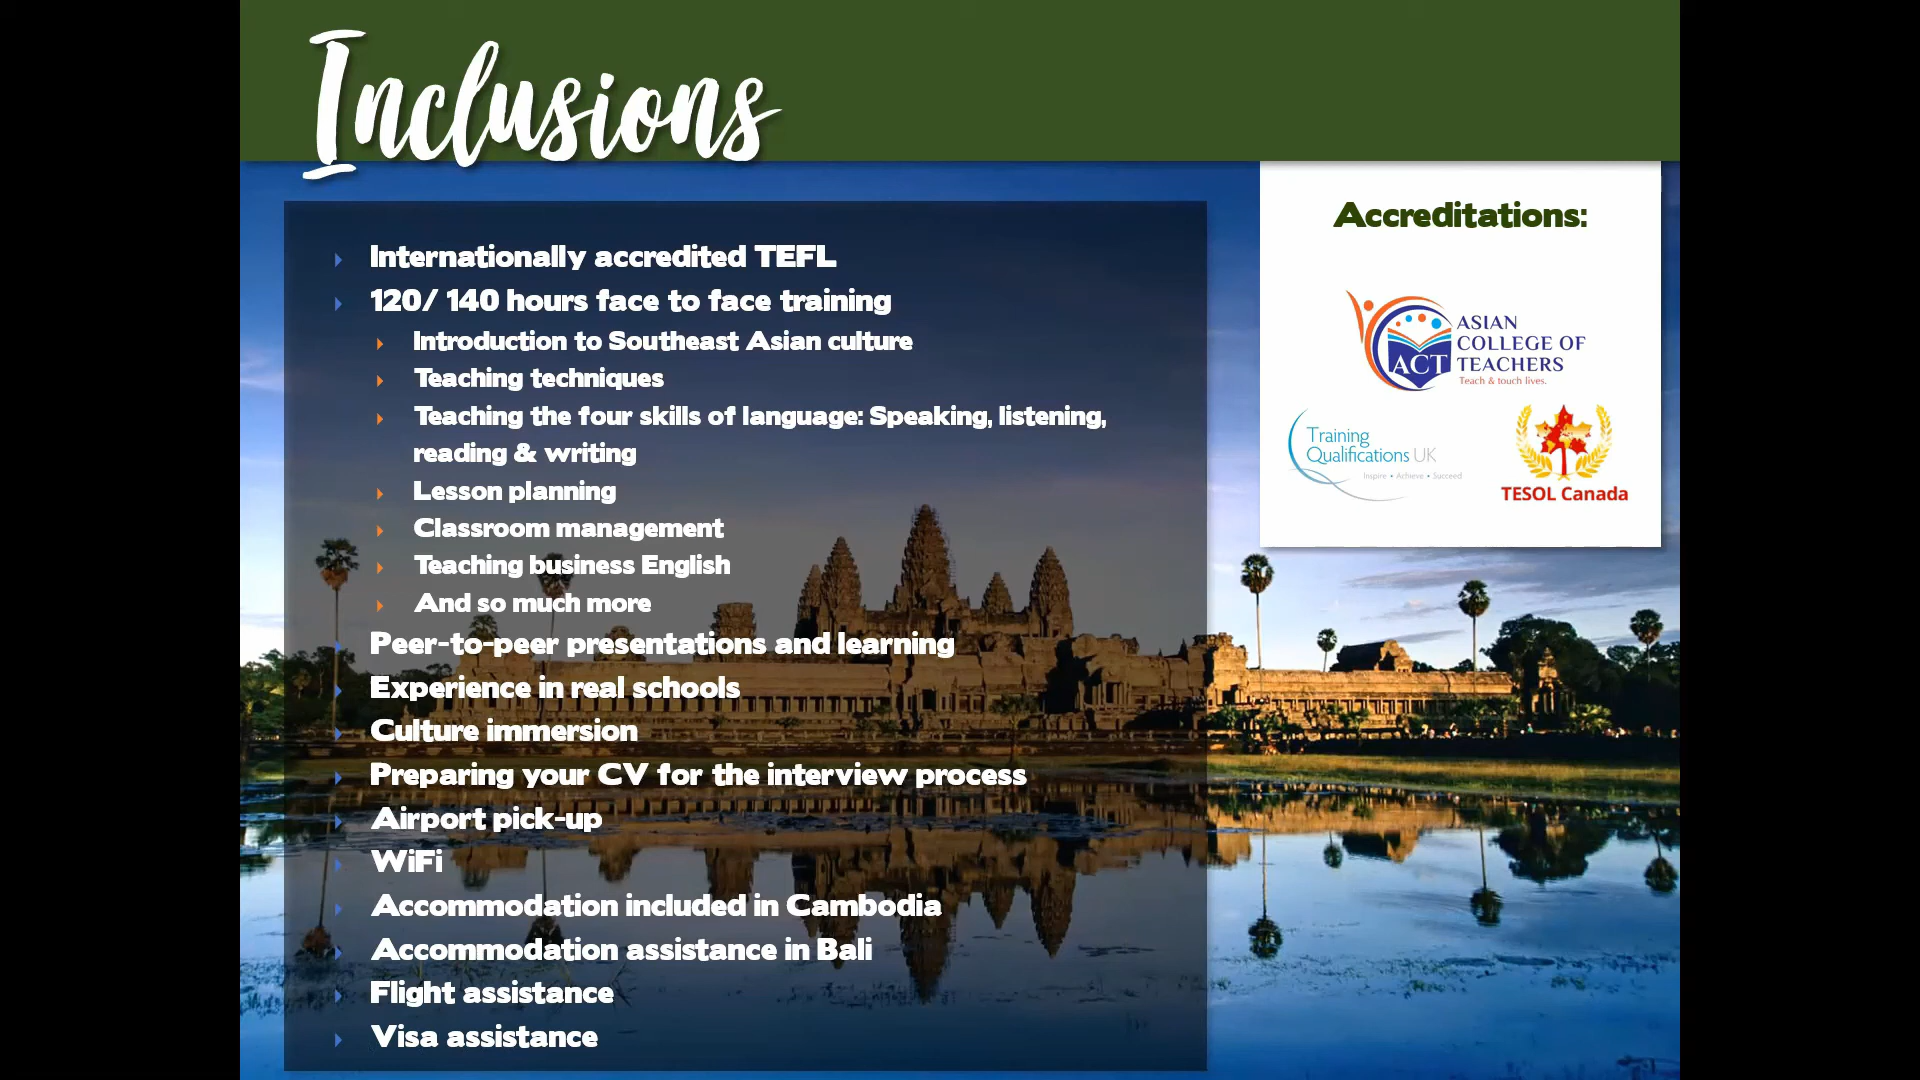 Inclusions
Internationally accredited TEFL
120/ 140 hours face to face training
Introduction to Southeast Asian culture
Teaching techniques
Teaching the four skills of language: Speaking, listening,
reading & writing
Lesson planning
Classroom management
Teaching business English
And so much more
Peer-to-peer presentations and learning
Experience in real schools
Culture immersion
Preparing your CV for the interview process
Airport pick-up
WiFi
Accommodation included in Cambodia
Accommodation assistance in Bali
Flight assistance
Visa assistance
Accreditations:
ACT
ASIAN
COLLEGE OF
TEACHERS
Teach & touch lives.
Training
Qualifications UK
Inspire • Achieve • Succeed
TESOL Canada